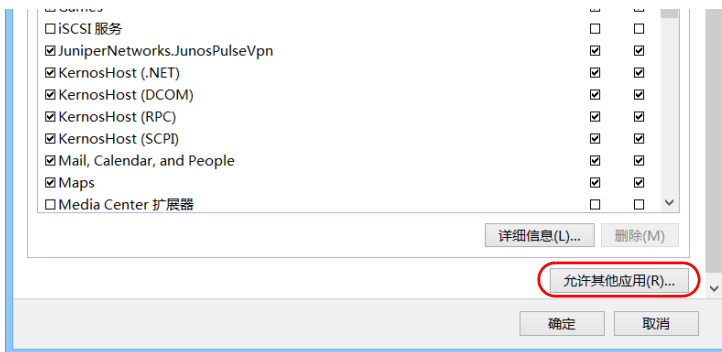 Games
iSCSI 服务
JuniperNetworks.JunosPulseVpn
KernosHost (.NET)
KernosHost (DCOM)
KernosHost (RPC)
KernosHost (SCPI)
Mail, Calendar, and People
Maps
Media Center 扩展器
详细信息(L)... 删除(M)
允许其他应用(R)...
确定 取消